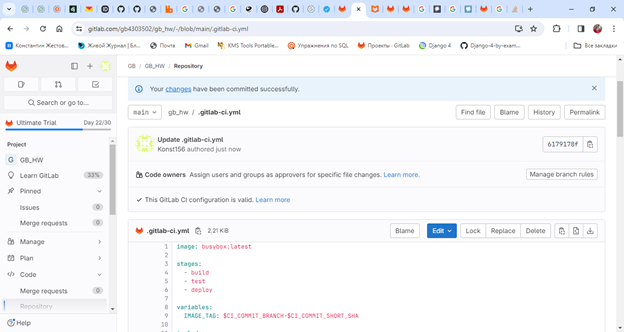 gitlab.com/gb4303502/gb_hw/-/blob/main/.gitlab-ci.yml
Константин Жестов...
Живой Журнал | Бл...
Почта
Gmail
KMS Tools Portable...
Упражнения по SQL
Проекты · GitLab
Django 4
Django-4-by-exam...
Все закладки
GB / GB_HW / Repository
Search or go to...
Your changes have been committed successfully.
main
gb_hw / .gitlab-ci.yml
Find file
Blame
History
Permalink
Ultimate Trial
Day 22/30
Project
G
GB_HW
Learn GitLab
33%
Pinned
Issues
0
Merge requests
0
Manage
Plan
Code
Merge requests
0
Repository
Help
Update .gitlab-ci.yml
Konst156 authored just now
6179178f
Code owners Assign users and groups as approvers for specific file changes. Learn more.
Manage branch rules
This GitLab CI configuration is valid. Learn more
.gitlab-ci.yml
2.21 KiB
Blame
Edit
Lock
Replace
Delete
1 image: busybox:latest
2
3 stages:
4 - build
5 - test
6 - deploy
7
8 variables:
9 IMAGE_TAG: $CI_COMMIT_BRANCH-$CI_COMMIT_SHORT_SHA
10